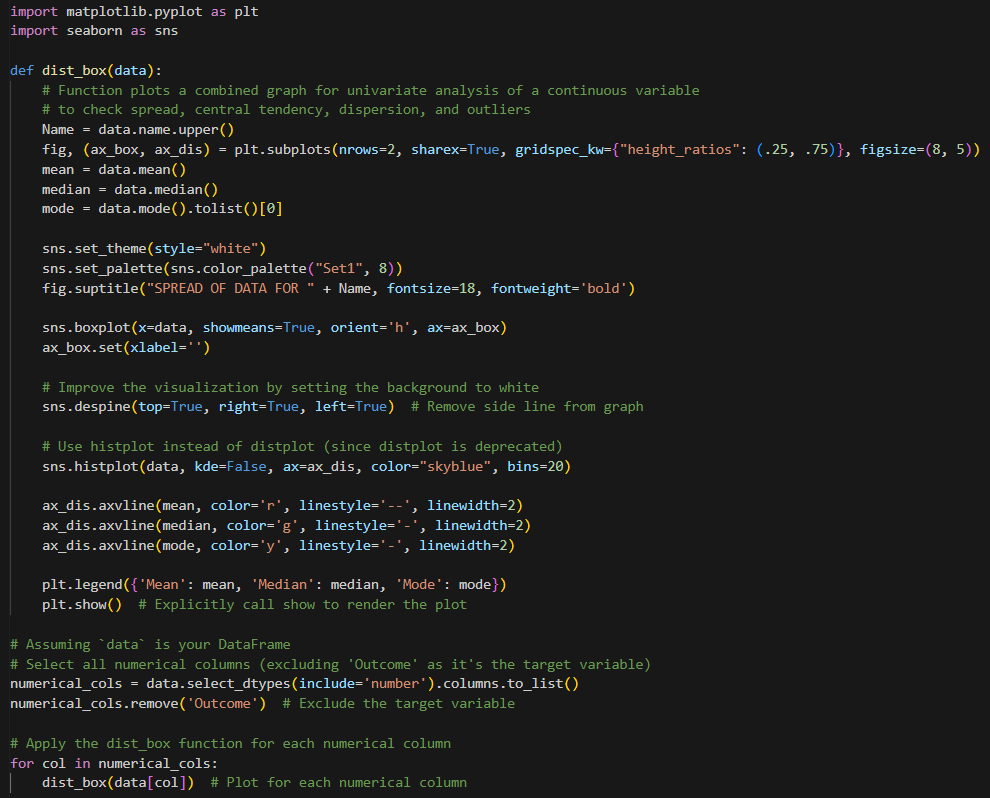 import matplotlib.pyplot as plt
import seaborn as sns

def dist_box(data):
    # Function plots a combined graph for univariate analysis of a continuous variable
    # to check spread, central tendency, dispersion, and outliers
    Name = data.name.upper()
    fig, (ax_box, ax_dis) = plt.subplots(nrows=2, sharex=True, gridspec_kw={"height_ratios": (.25, .75)}, figsize=(8, 5))
    mean = data.mean()
    median = data.median()
    mode = data.mode().tolist()[0]

    sns.set_theme(style="white")
    sns.set_palette(sns.color_palette("Set1", 8))
    fig.suptitle("SPREAD OF DATA FOR " + Name, fontsize=18, fontweight='bold')

    sns.boxplot(x=data, showmeans=True, orient='h', ax=ax_box)
    ax_box.set(xlabel='')

    # Improve the visualization by setting the background to white
    sns.despine(top=True, right=True, left=True)  # Remove side line from graph

    # Use histplot instead of distplot (since distplot is deprecated)
    sns.histplot(data, kde=False, ax=ax_dis, color="skyblue", bins=20)

    ax_dis.axvline(mean, color='r', linestyle='--', linewidth=2)
    ax_dis.axvline(median, color='g', linestyle='-', linewidth=2)
    ax_dis.axvline(mode, color='y', linestyle='-', linewidth=2)

    plt.legend({'Mean': mean, 'Median': median, 'Mode': mode})
    plt.show()  # Explicitly call show to render the plot

# Assuming `data` is your DataFrame
# Select all numerical columns (excluding 'Outcome' as it's the target variable)
numerical_cols = data.select_dtypes(include='number').columns.to_list()
numerical_cols.remove('Outcome')  # Exclude the target variable

# Apply the dist_box function for each numerical column
for col in numerical_cols:
    dist_box(data[col])  # Plot for each numerical column